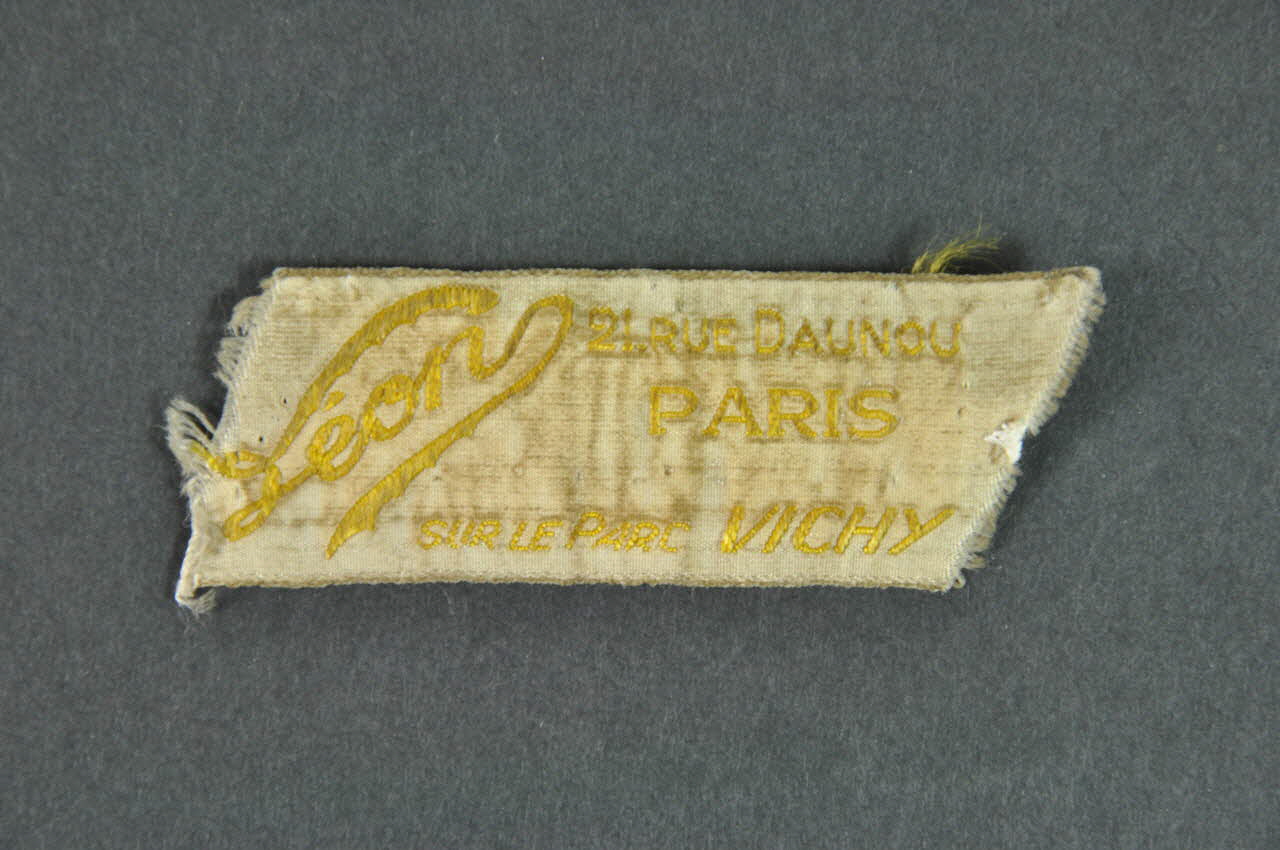 Léon
21, RUE DAUNOU
PARIS
SUR LE PARC VICHY